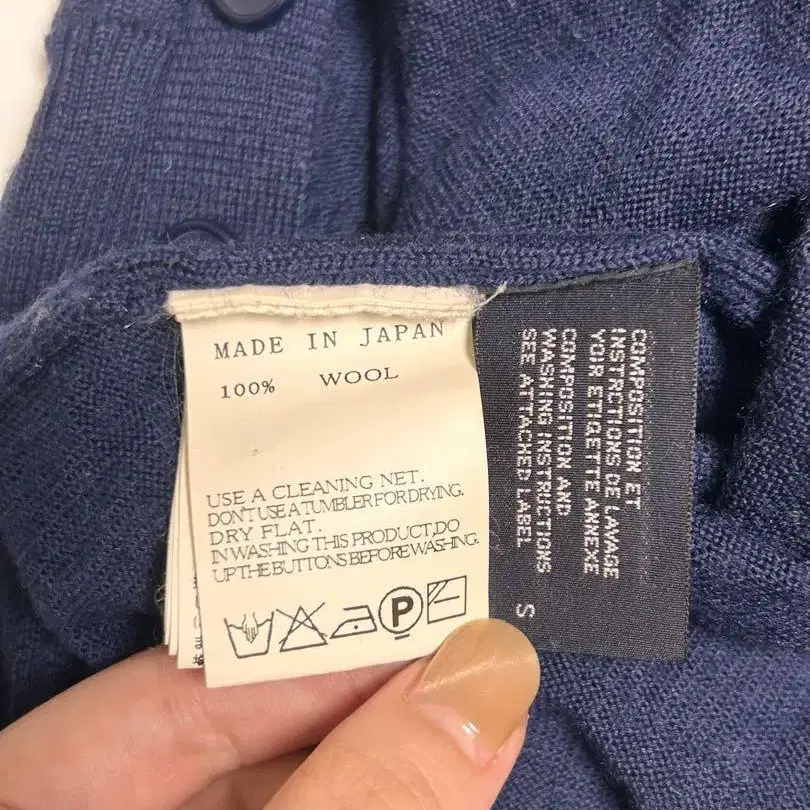 MADE IN JAPAN
100% WOOL
USE A CLEANING NET.
DON'T USE A TUMBLER FOR DRYING.
DRY FLAT.
IN WASHING THIS PRODUCT,DO
UP THE BUTTONS BEFORE WASHING.
P
COMPOSITION ET
INSTRCTIONS DE LAVAGE
VOIR ETIQETTE ANNEXE
COMPOSITION AND
WASHING INSTRUCTIONS
SEE ATTACHED LABEL
S